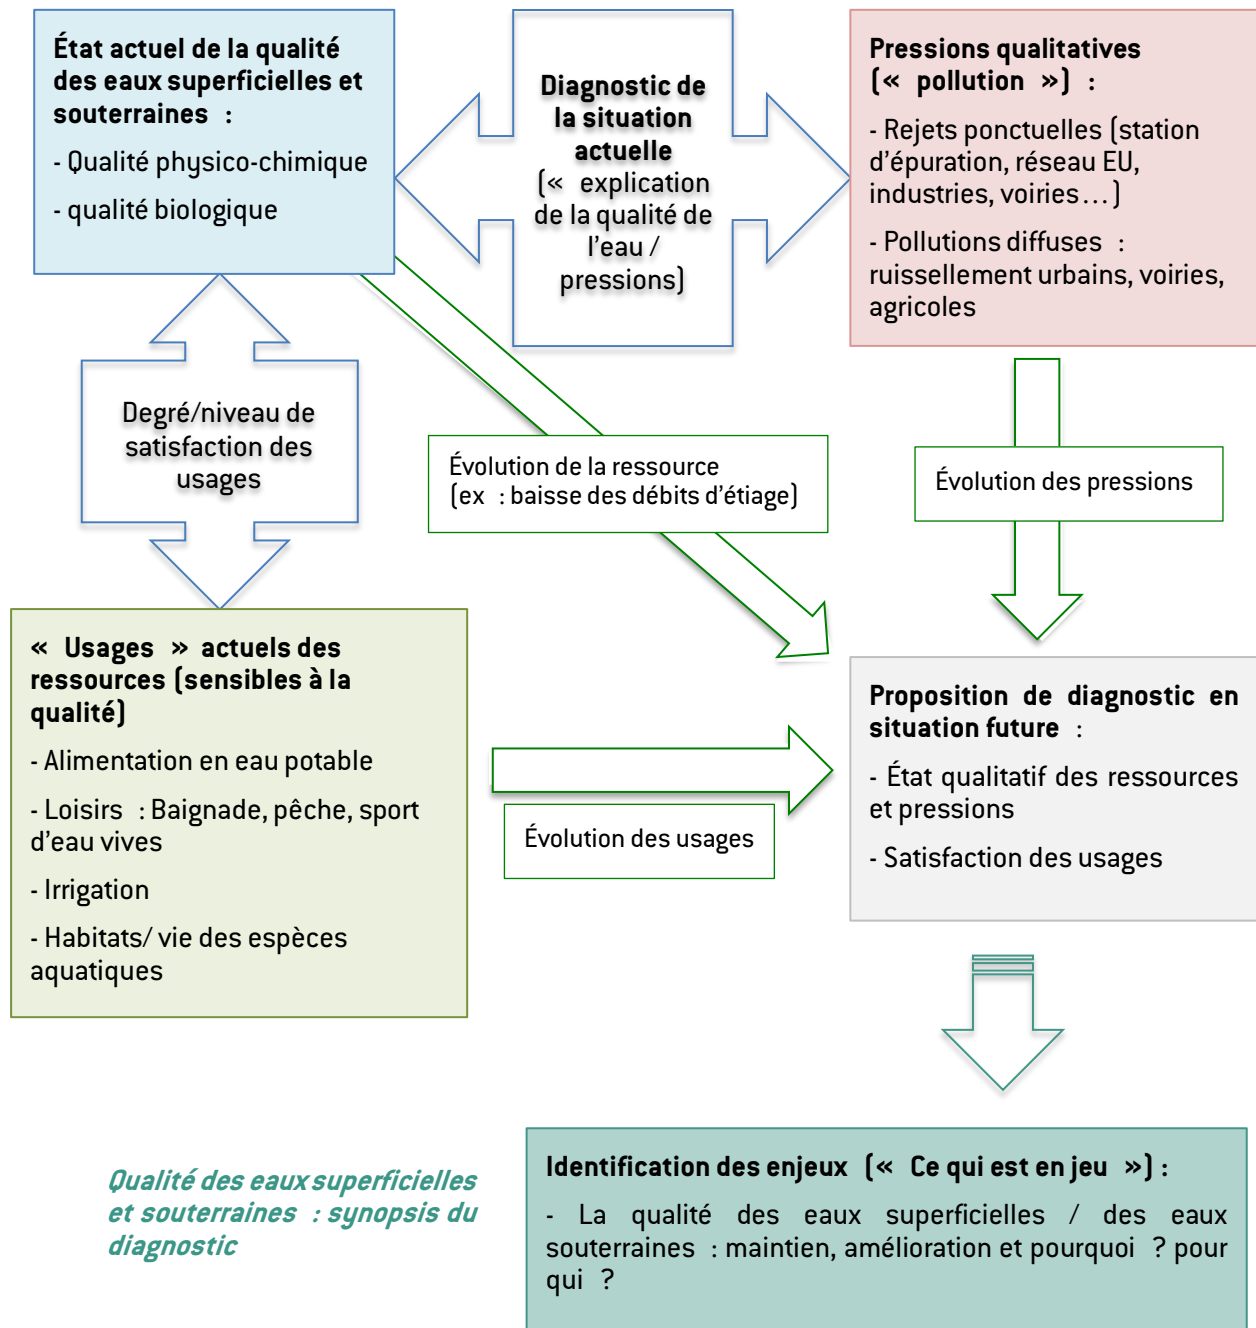 État actuel de la qualité
des eaux superficielles et
souterraines :
- Qualité physico-chimique
- qualité biologique
Diagnostic de
la situation
actuelle
(« explication
de la qualité de
l'eau /
pressions)
Pressions qualitatives
(« pollution ») :
- Rejets ponctuelles (station
d'épuration, réseau EU,
industries, voiries…)
- Pollutions diffuses :
ruissellement urbains, voiries,
agricoles
Degré/niveau de
satisfaction des
usages
Évolution de la ressource
(ex : baisse des débits d'étiage)
Évolution des pressions
« Usages » actuels des
ressources (sensibles à la
qualité)
- Alimentation en eau potable
- Loisirs : Baignade, pêche, sport
d'eau vives
- Irrigation
- Habitats/ vie des espèces
aquatiques
Évolution des usages
Proposition de diagnostic en
situation future :
- État qualitatif des ressources
et pressions
- Satisfaction des usages
Qualité des eaux superficielles
et souterraines : synopsis du
diagnostic
Identification des enjeux (« Ce qui est en jeu ») :
- La qualité des eaux superficielles / des eaux
souterraines : maintien, amélioration et pourquoi ? pour
qui ?